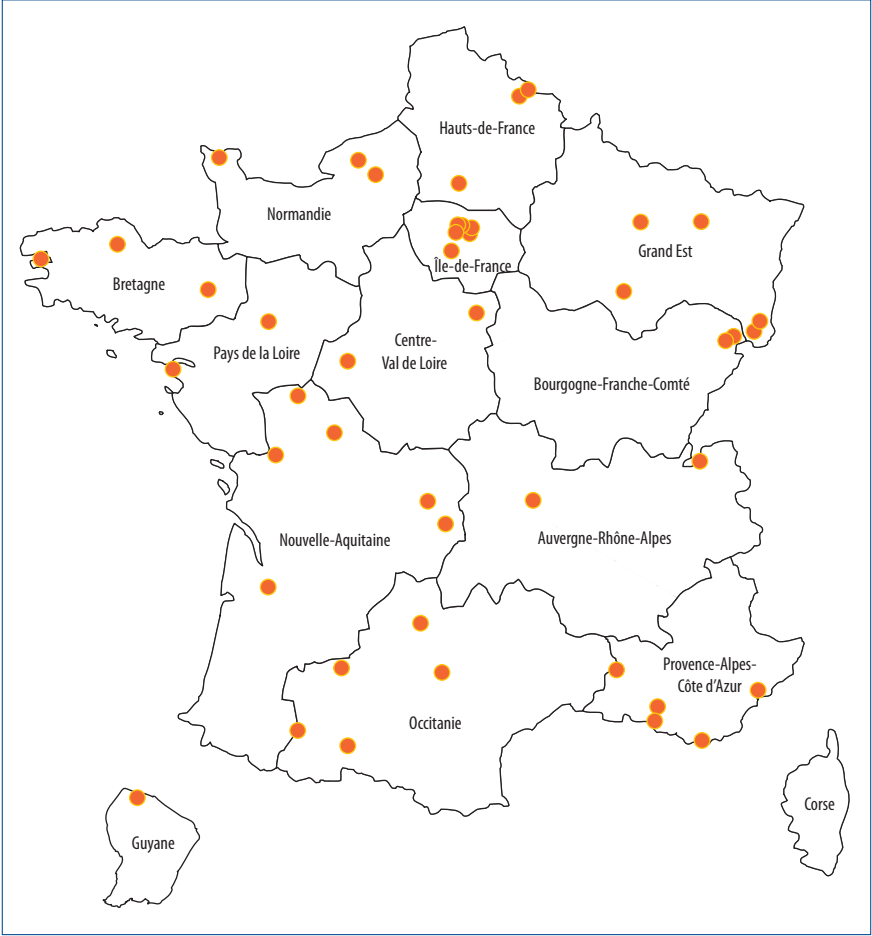 Hauts-de-France
Normandie
Île-de-France
Grand Est
Bretagne
Pays de la Loire
Centre-
Val de Loire
Bourgogne-Franche-Comté
Nouvelle-Aquitaine
Auvergne-Rhône-Alpes
Provence-Alpes-
Côte d'Azur
Occitanie
Corse
Guyane